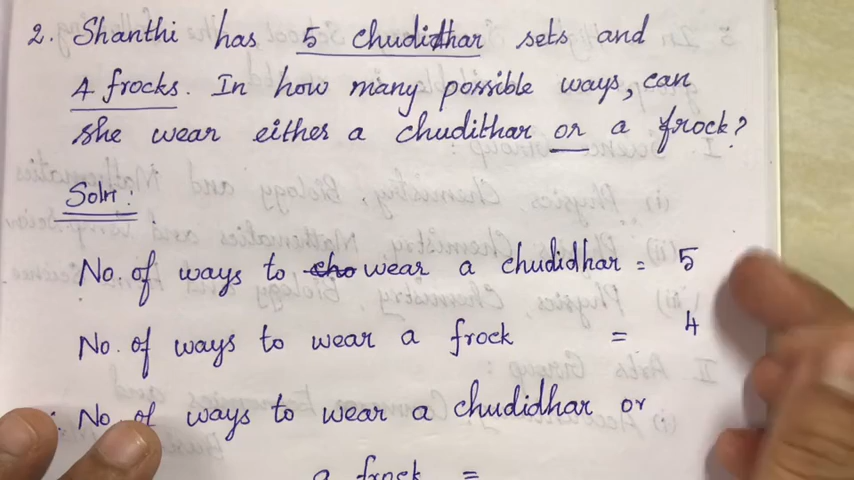 2. Shanthi has 5 chudidhar sets and
4 frocks. In how many possible ways, can
she wear either a chudithar or a frock?
Soln:
No. of ways to cho wear a chudidhar = 5
No. of ways to wear a frock = 4
No of ways to wear a chudidhar or
a frock =